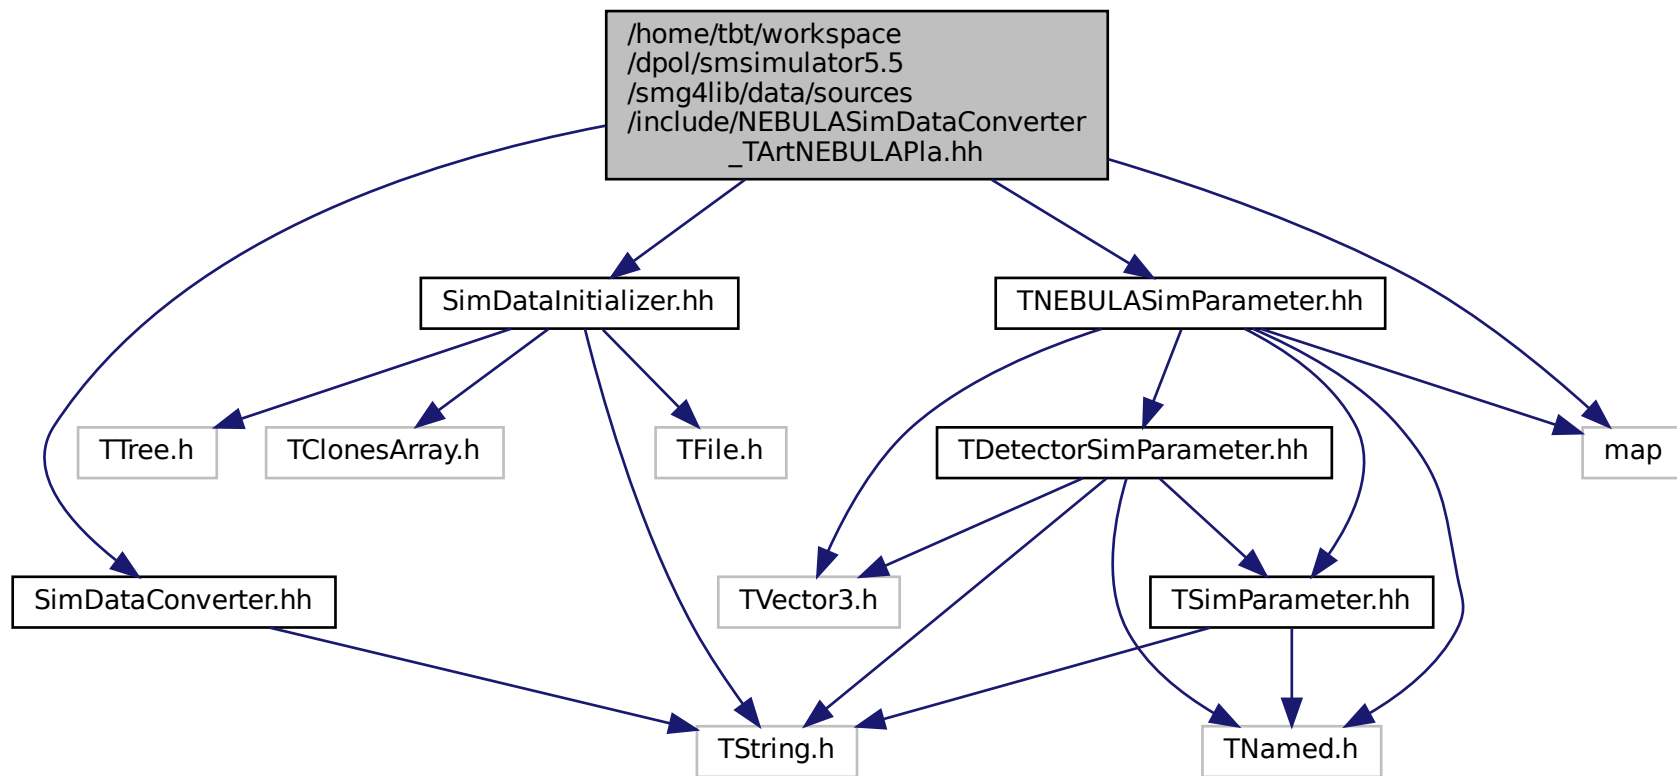 /home/tbt/workspace
/dpol/smsimulator5.5
/smg4lib/data/sources
/include/NEBULASimDataConverter
_TArtNEBULAPla.hh
SimDataInitializer.hh
TNEBULASimParameter.hh
TTree.h
TClonesArray.h
TFile.h
TDetectorSimParameter.hh
map
SimDataConverter.hh
TVector3.h
TSimParameter.hh
TString.h
TNamed.h